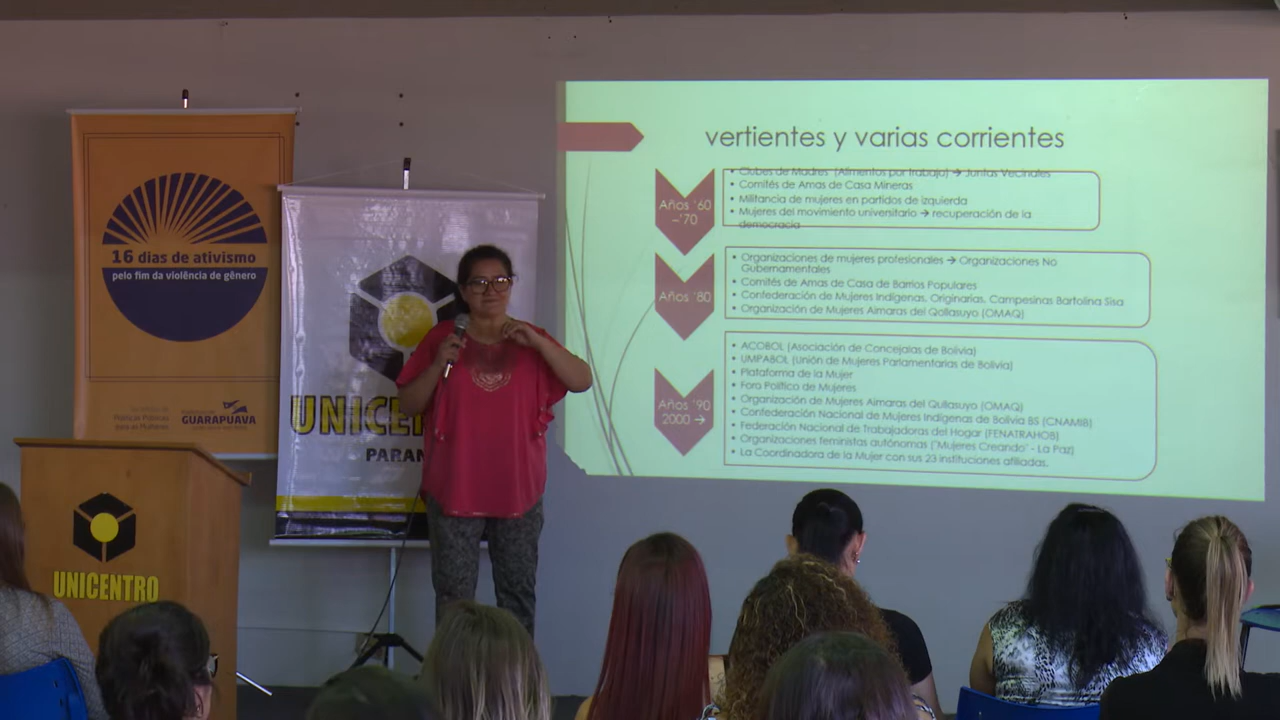 16 dias de ativismo
pelo fim da violência de gênero
Políticas Públicas
para as Mulheres
GUARAPUAVA
PARAN
UNICENTRO
vertientes y varias corrientes
Años '60
–'70
• Clubes de Madres (Alimentos por trabajo) → Juntas Vecinales
• Comités de Amas de Casa Mineras
• Militancia de mujeres en partidos de izquierda
• Mujeres del movimiento universitario → recuperación de la
democracia
Años '80
• Organizaciones de mujeres profesionales → Organizaciones No
Gubernamentales
• Comités de Amas de Casa de Barrios Populares
• Confederación de Mujeres Indígenas, Originarias, Campesinas Bartolina Sisa
• Organización de Mujeres Aimaras del Qollasuyo (OMAQ)
Años '90
2000 →
• ACOBOL (Asociación de Concejalas de Bolivia)
• UMPABOL (Unión de Mujeres Parlamentarias de Bolivia)
• Plataforma de la Mujer
• Foro Político de Mujeres
• Organización de Mujeres Aimaras del Qullasuyo (OMAQ)
• Confederación Nacional de Mujeres Indígenas de Bolivia BS (CNAMIB)
• Federación Nacional de Trabajadoras del Hogar (FENATRAHOB)
• Organizaciones feministas autónomas ("Mujeres Creando" - La Paz)
• La Coordinadora de la Mujer con sus 23 instituciones afiliadas.